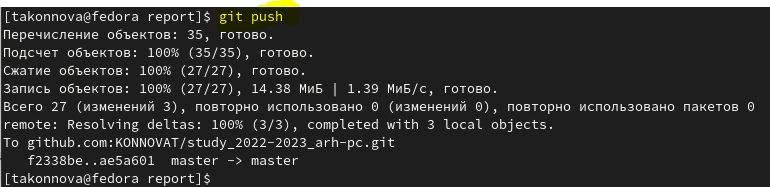 [takonnova@fedora report]$ git push
Перечисление объектов: 35, готово.
Подсчет объектов: 100% (35/35), готово.
Сжатие объектов: 100% (27/27), готово.
Запись объектов: 100% (27/27), 14.38 МиБ | 1.39 МиБ/с, готово.
Всего 27 (изменений 3), повторно использовано 0 (изменений 0), повторно использовано пакетов 0
remote: Resolving deltas: 100% (3/3), completed with 3 local objects.
To github.com:KONNOVAT/study_2022-2023_arh-pc.git
   f2338be..ae5a601  master -> master
[takonnova@fedora report]$